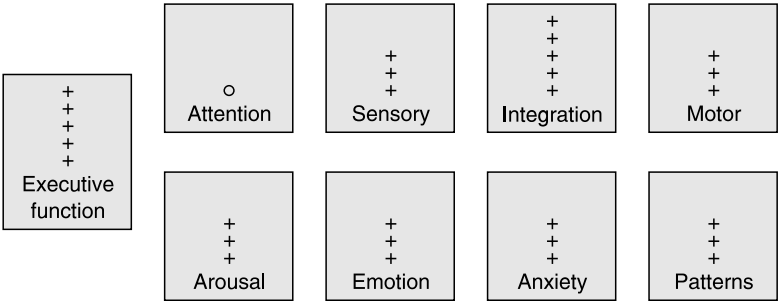 +
+
+
+
+
Executive
function
o
Attention
+
+
+
Sensory
+
+
+
+
+
Integration
+
+
+
Motor
+
+
+
Arousal
+
+
+
Emotion
+
+
+
Anxiety
+
+
+
Patterns